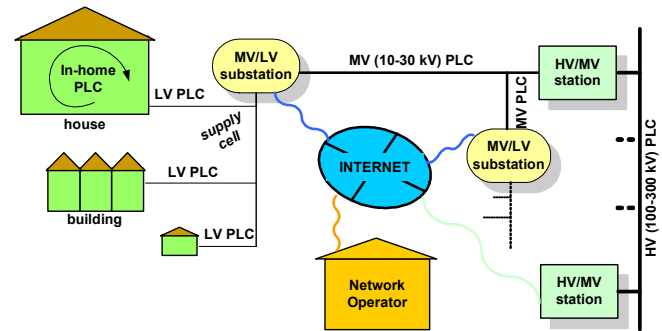 In-home
PLC
house
LV PLC
MV/LV
substation
MV (10-30 kV) PLC
HV/MV
station
MV PLC
supply
cell
LV PLC
building
LV PLC
INTERNET
MV/LV
substation
HV (100-300 kV) PLC
Network
Operator
HV/MV
station